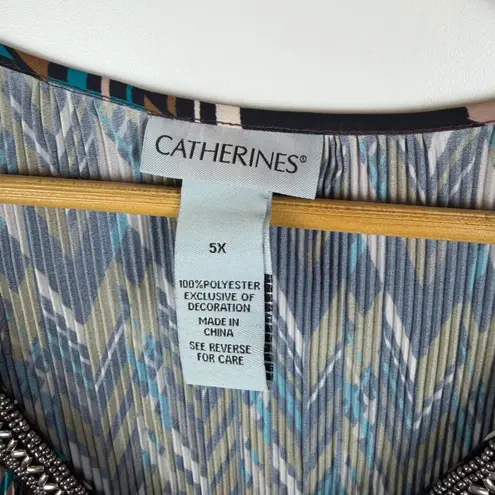 CATHERINES®
5X
100%POLYESTER
EXCLUSIVE OF
DECORATION
MADE IN
CHINA
SEE REVERSE
FOR CARE